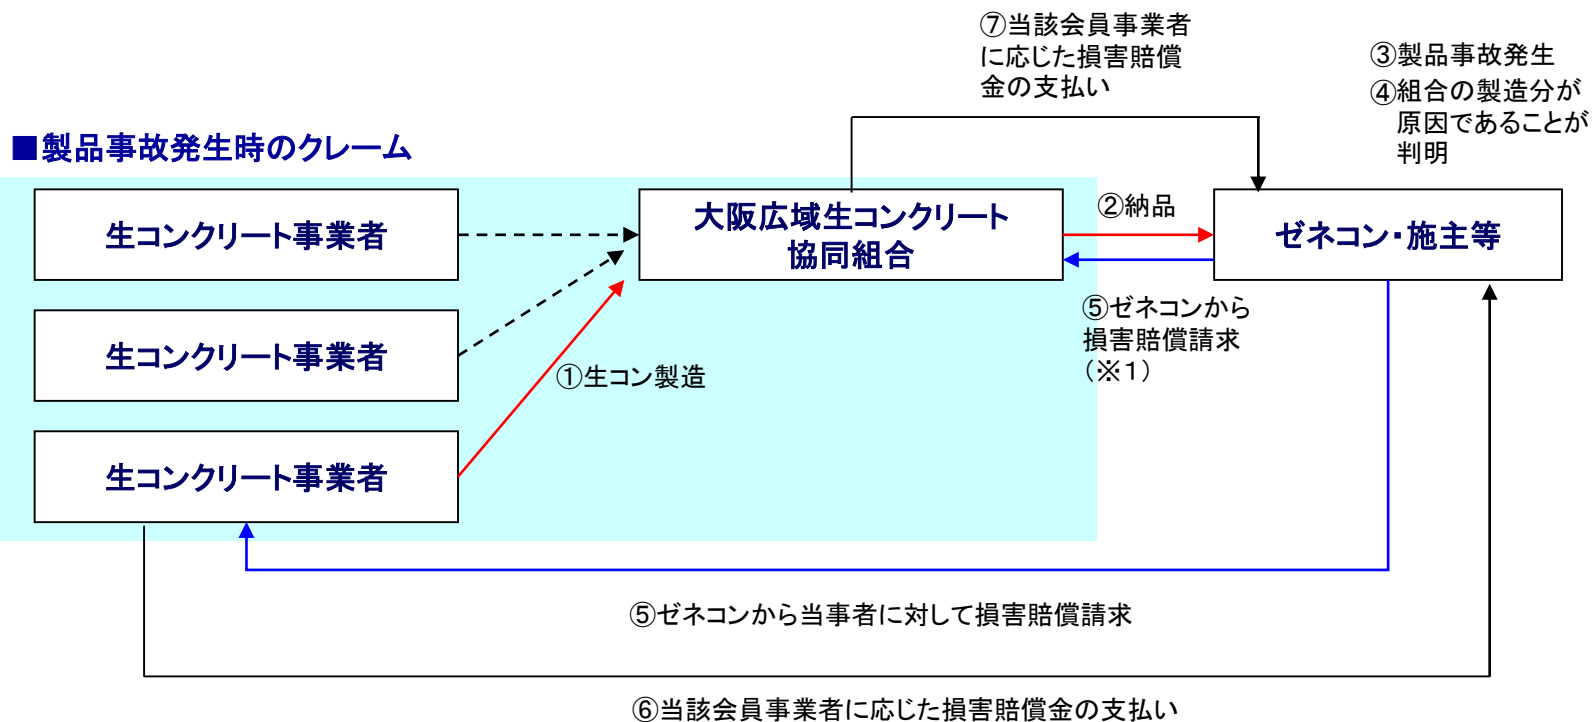 ⑦当該会員事業者
に応じた損害賠償
金の支払い
③製品事故発生
④組合の製造分が
原因であることが
判明
■製品事故発生時のクレーム
生コンクリート事業者
大阪広域生コンクリート
協同組合
②納品
ゼネコン・施主等
生コンクリート事業者
⑤ゼネコンから
損害賠償請求
（※１）
①生コン製造
生コンクリート事業者
⑤ゼネコンから当事者に対して損害賠償請求
⑥当該会員事業者に応じた損害賠償金の支払い